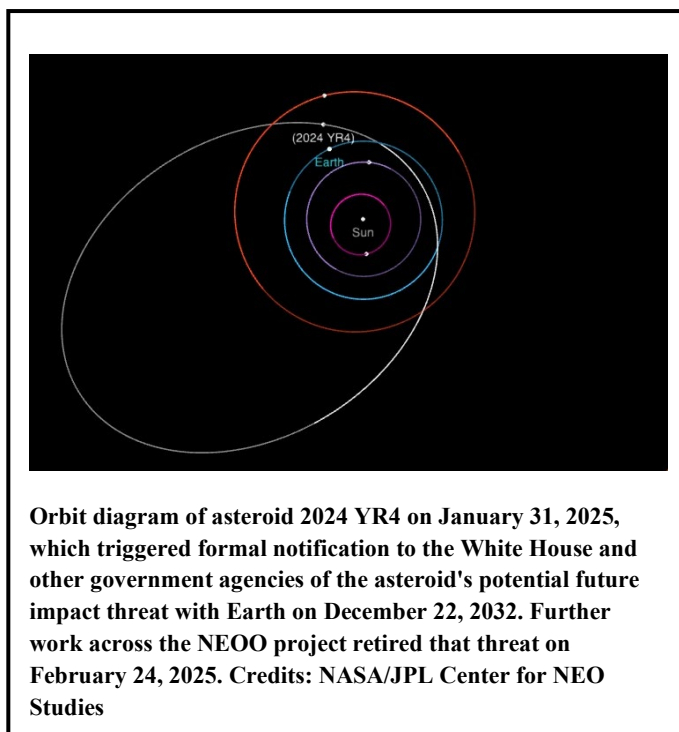 (2024 YR4)
Earth
Sun
Orbit diagram of asteroid 2024 YR4 on January 31, 2025,
which triggered formal notification to the White House and
other government agencies of the asteroid's potential future
impact threat with Earth on December 22, 2032. Further
work across the NEOO project retired that threat on
February 24, 2025. Credits: NASA/JPL Center for NEO
Studies